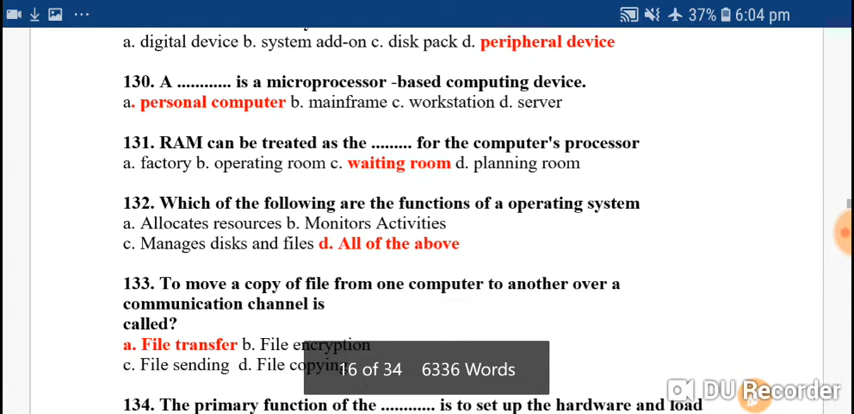 37% 6:04 pm
a. digital device b. system add-on c. disk pack d. peripheral device
130. A ............ is a microprocessor -based computing device.
a. personal computer b. mainframe c. workstation d. server
131. RAM can be treated as the ......... for the computer's processor
a. factory b. operating room c. waiting room d. planning room
132. Which of the following are the functions of a operating system
a. Allocates resources b. Monitors Activities
c. Manages disks and files d. All of the above
133. To move a copy of file from one computer to another over a
communication channel is
called?
a. File transfer b. File encryption
c. File sending d. File copying
16 of 34 6336 Words
DU Recorder
134. The primary function of the ............ is to set up the hardware and load